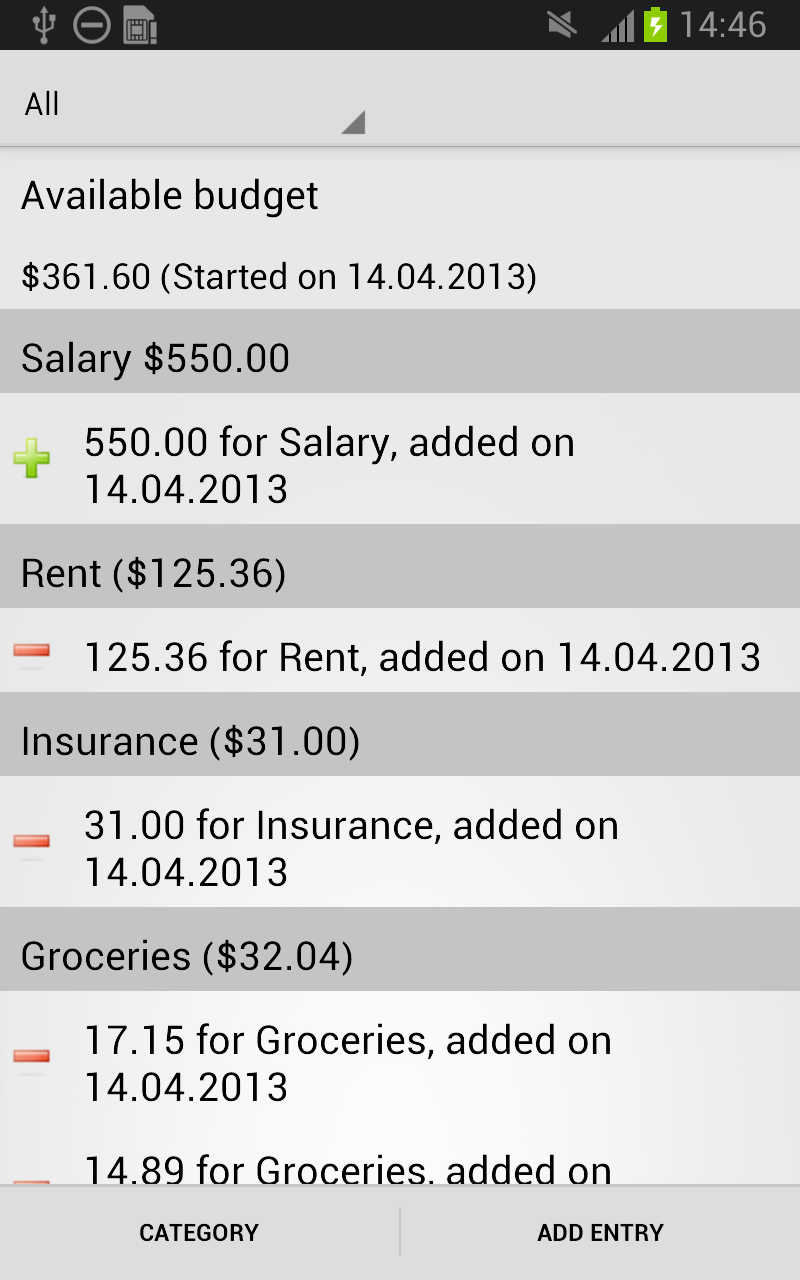 14:46
All
Available budget
$361.60 (Started on 14.04.2013)
Salary $550.00
550.00 for Salary, added on
14.04.2013
Rent ($125.36)
125.36 for Rent, added on 14.04.2013
Insurance ($31.00)
31.00 for Insurance, added on
14.04.2013
Groceries ($32.04)
17.15 for Groceries, added on
14.04.2013
14.89 for Groceries, added on
CATEGORY
ADD ENTRY